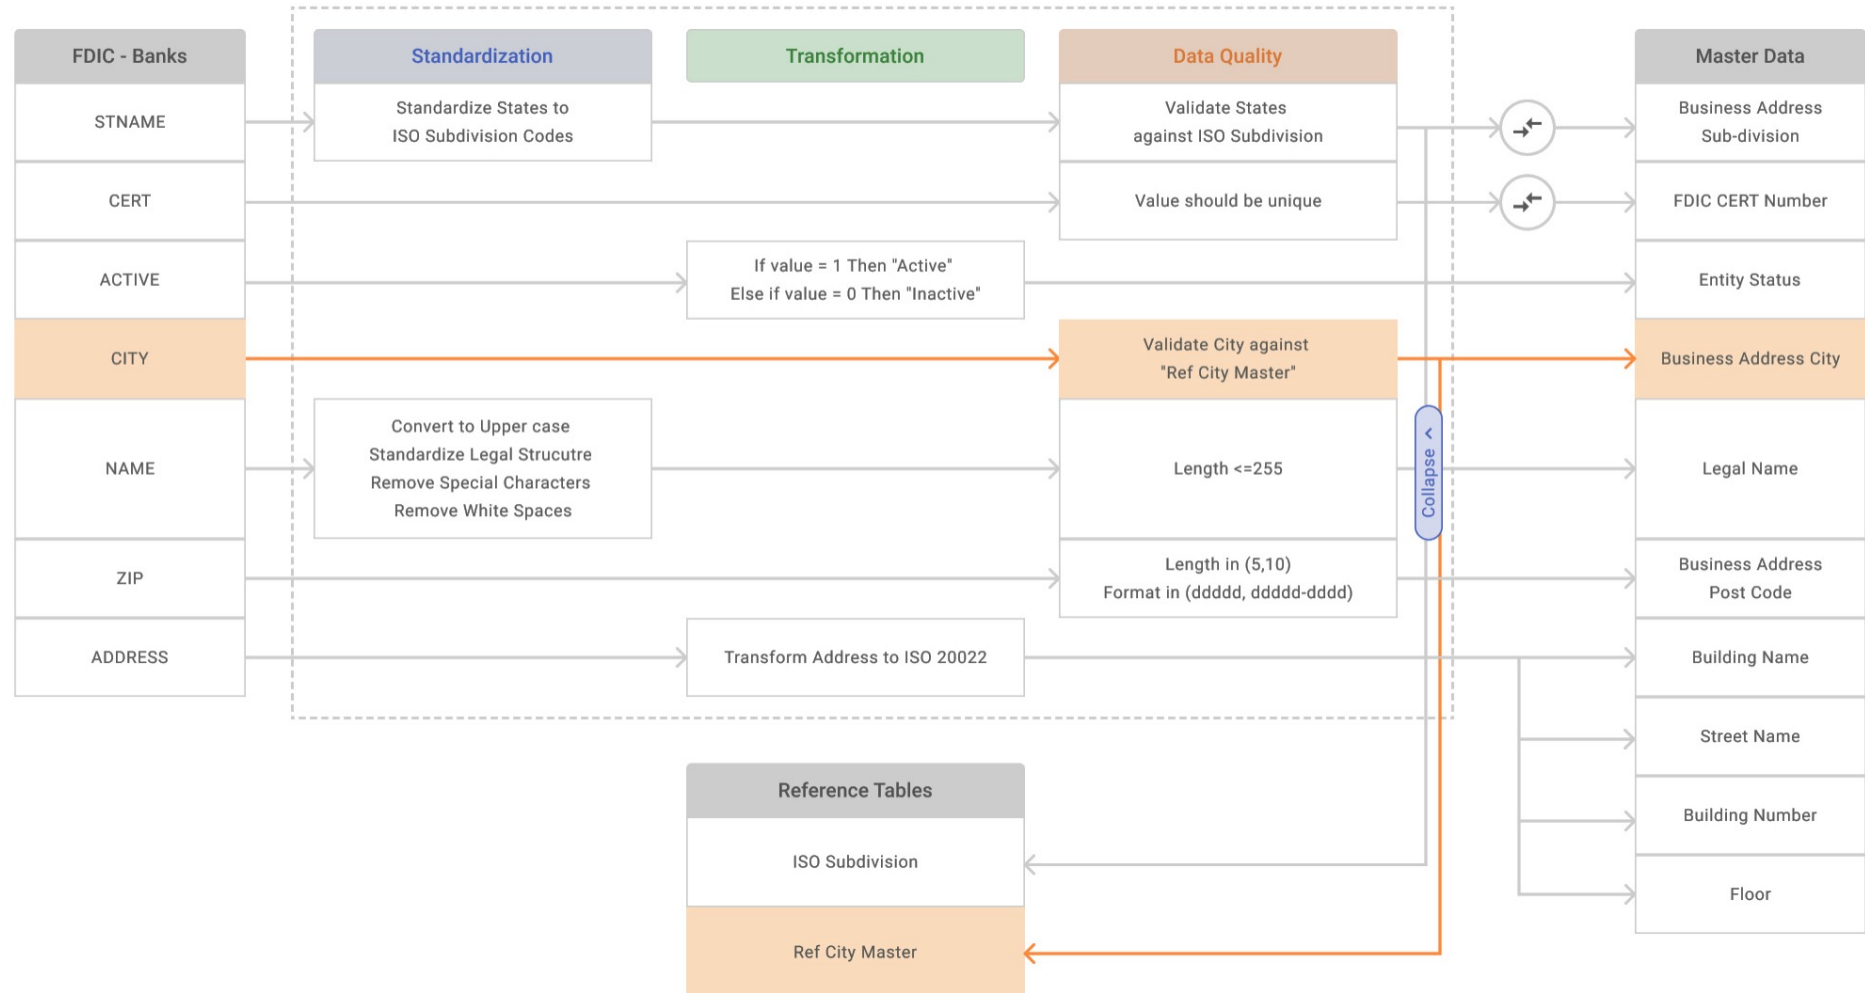 FDIC - Banks
STNAME
CERT
ACTIVE
CITY
NAME
ZIP
ADDRESS
Standardization
Standardize States to
ISO Subdivision Codes
Convert to Upper case
Standardize Legal Strucutre
Remove Special Characters
Remove White Spaces
Transformation
If value = 1 Then "Active"
Else if value = 0 Then "Inactive"
Transform Address to ISO 20022
Data Quality
Validate States
against ISO Subdivision
Value should be unique
Validate City against
"Ref City Master"
Length <=255
Length in (5,10)
Format in (ddddd, ddddd-dddd)
Collapse
Master Data
Business Address
Sub-division
FDIC CERT Number
Entity Status
Business Address City
Legal Name
Business Address
Post Code
Building Name
Street Name
Building Number
Floor
Reference Tables
ISO Subdivision
Ref City Master